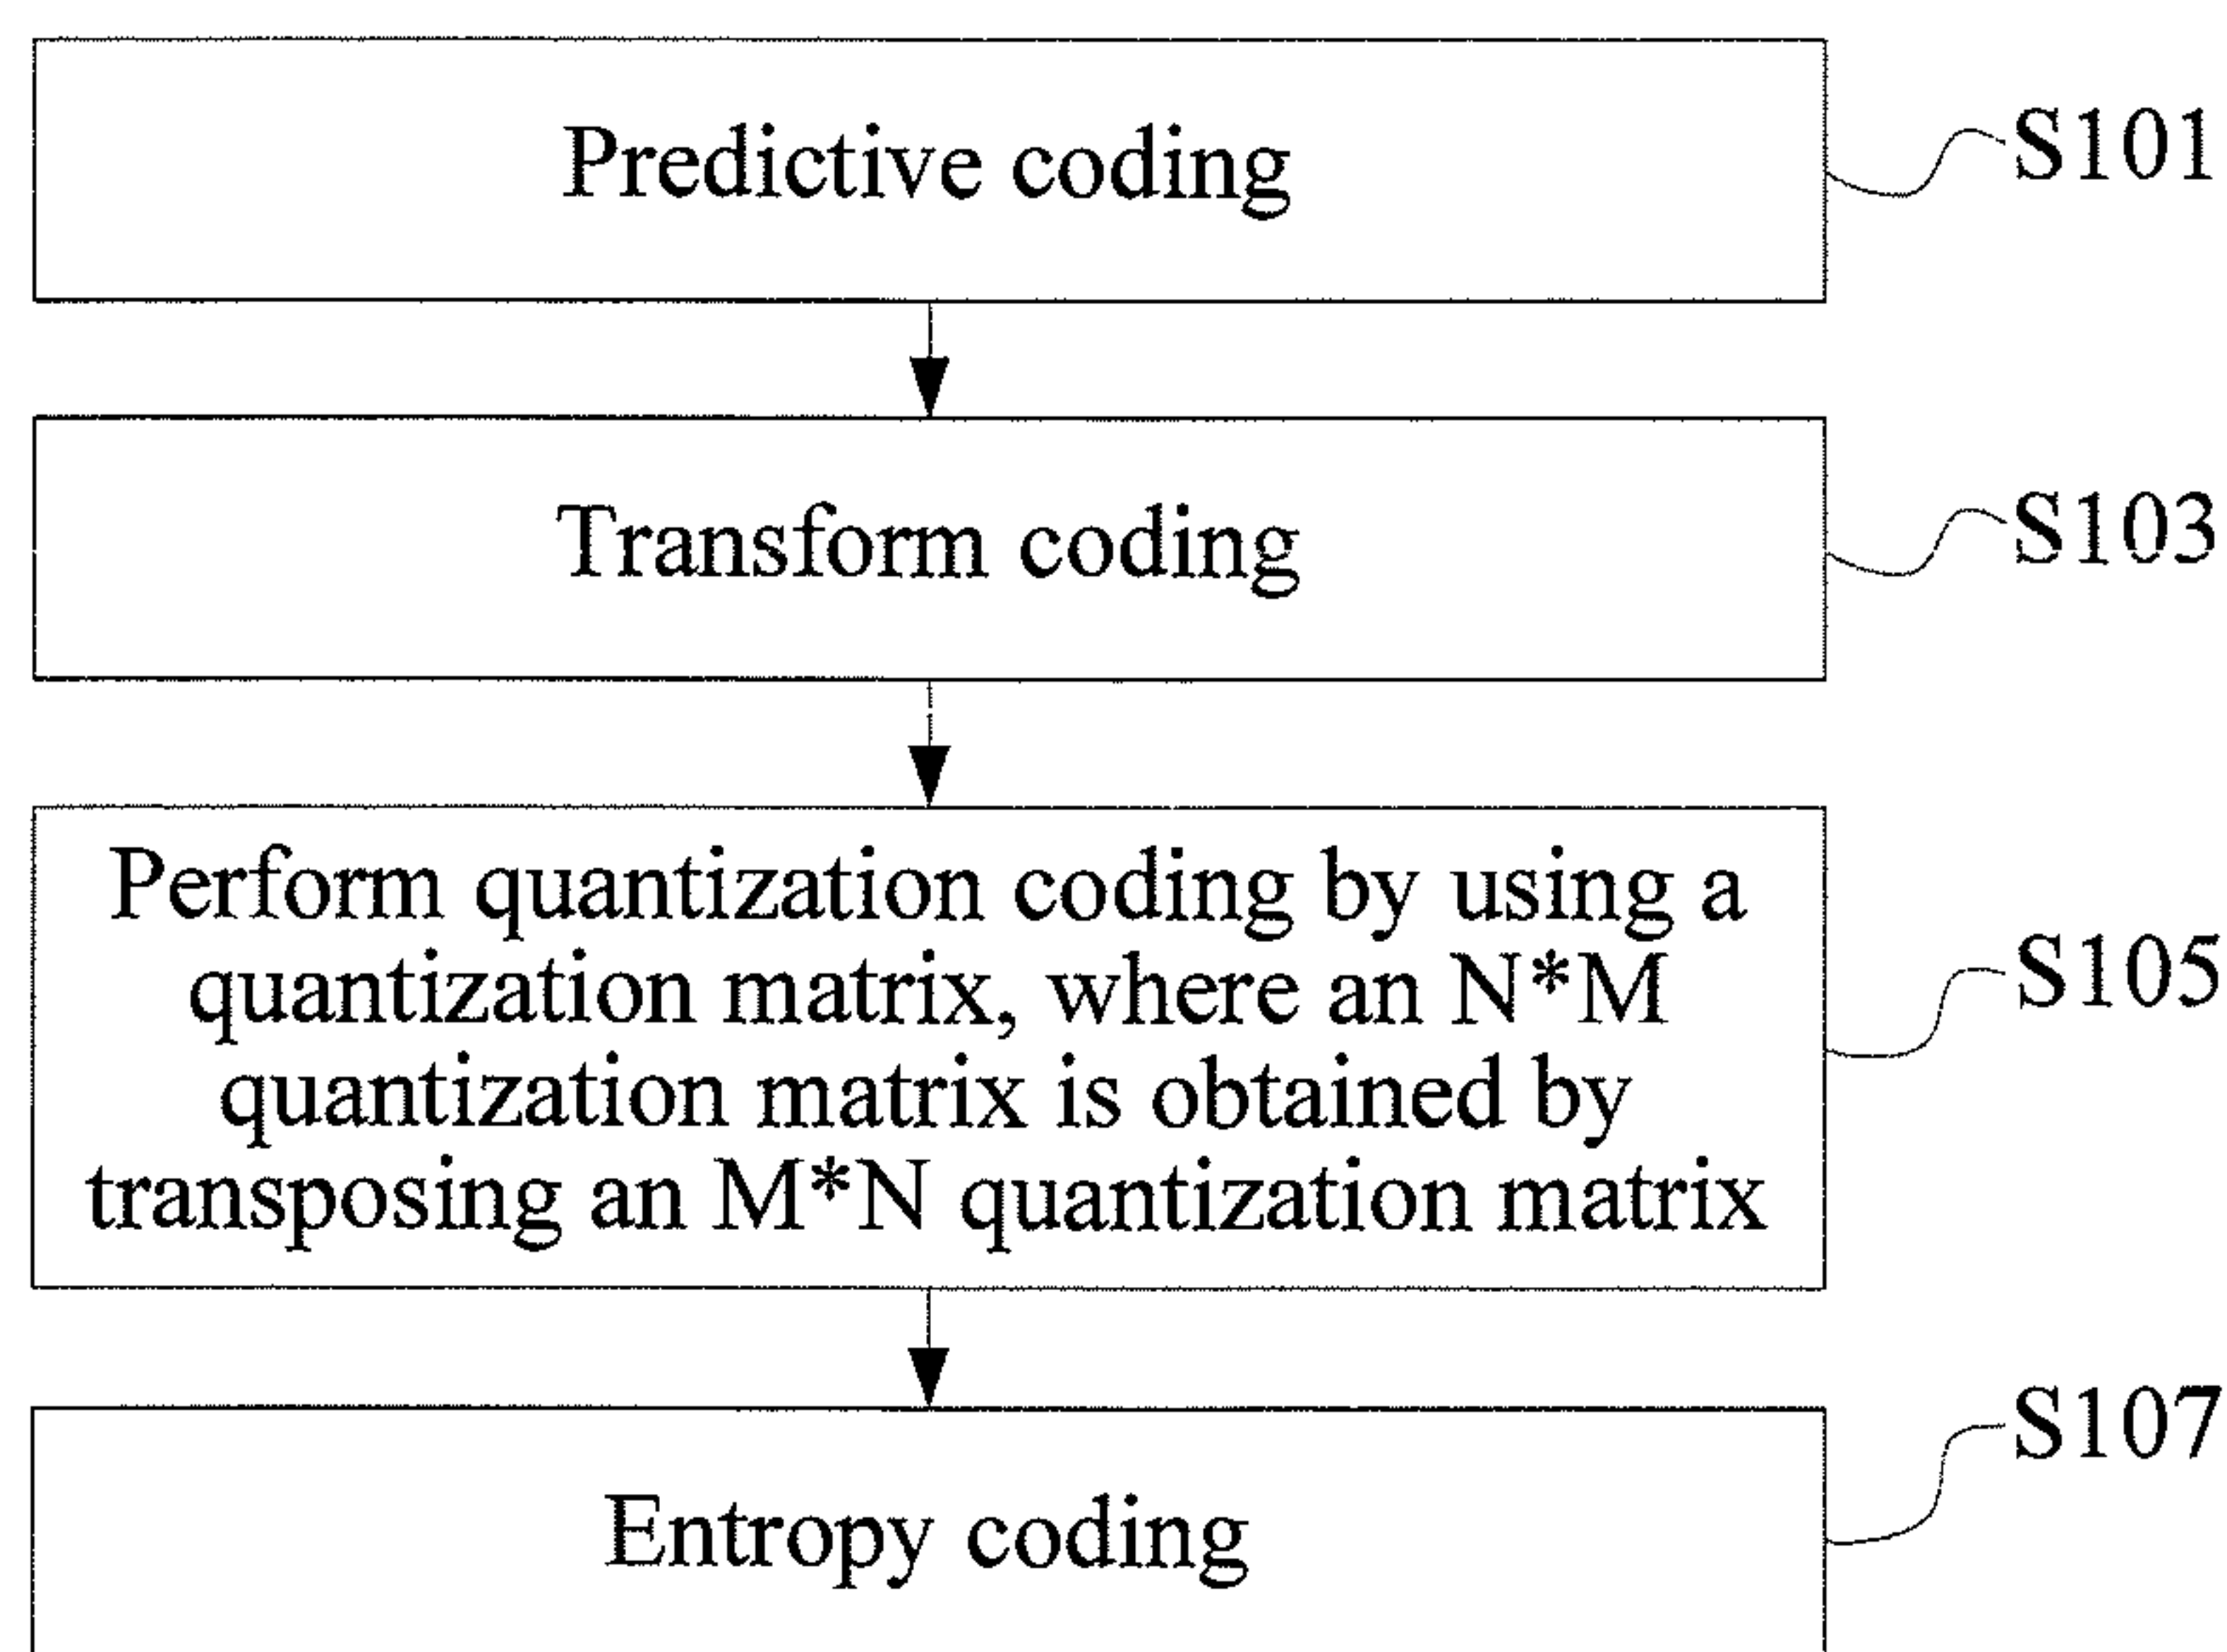 Predictive coding
S101
Transform coding
S103
Perform quantization coding by using a
quantization matrix, where an N*M
quantization matrix is obtained by
transposing an M*N quantization matrix
S105
Entropy coding
S107